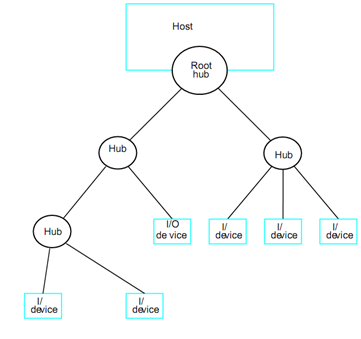 Host
Root
hub
Hub
Hub
I/O
de vice
I/
device
I/
device
I/
device
Hub
I/
device
I/
device